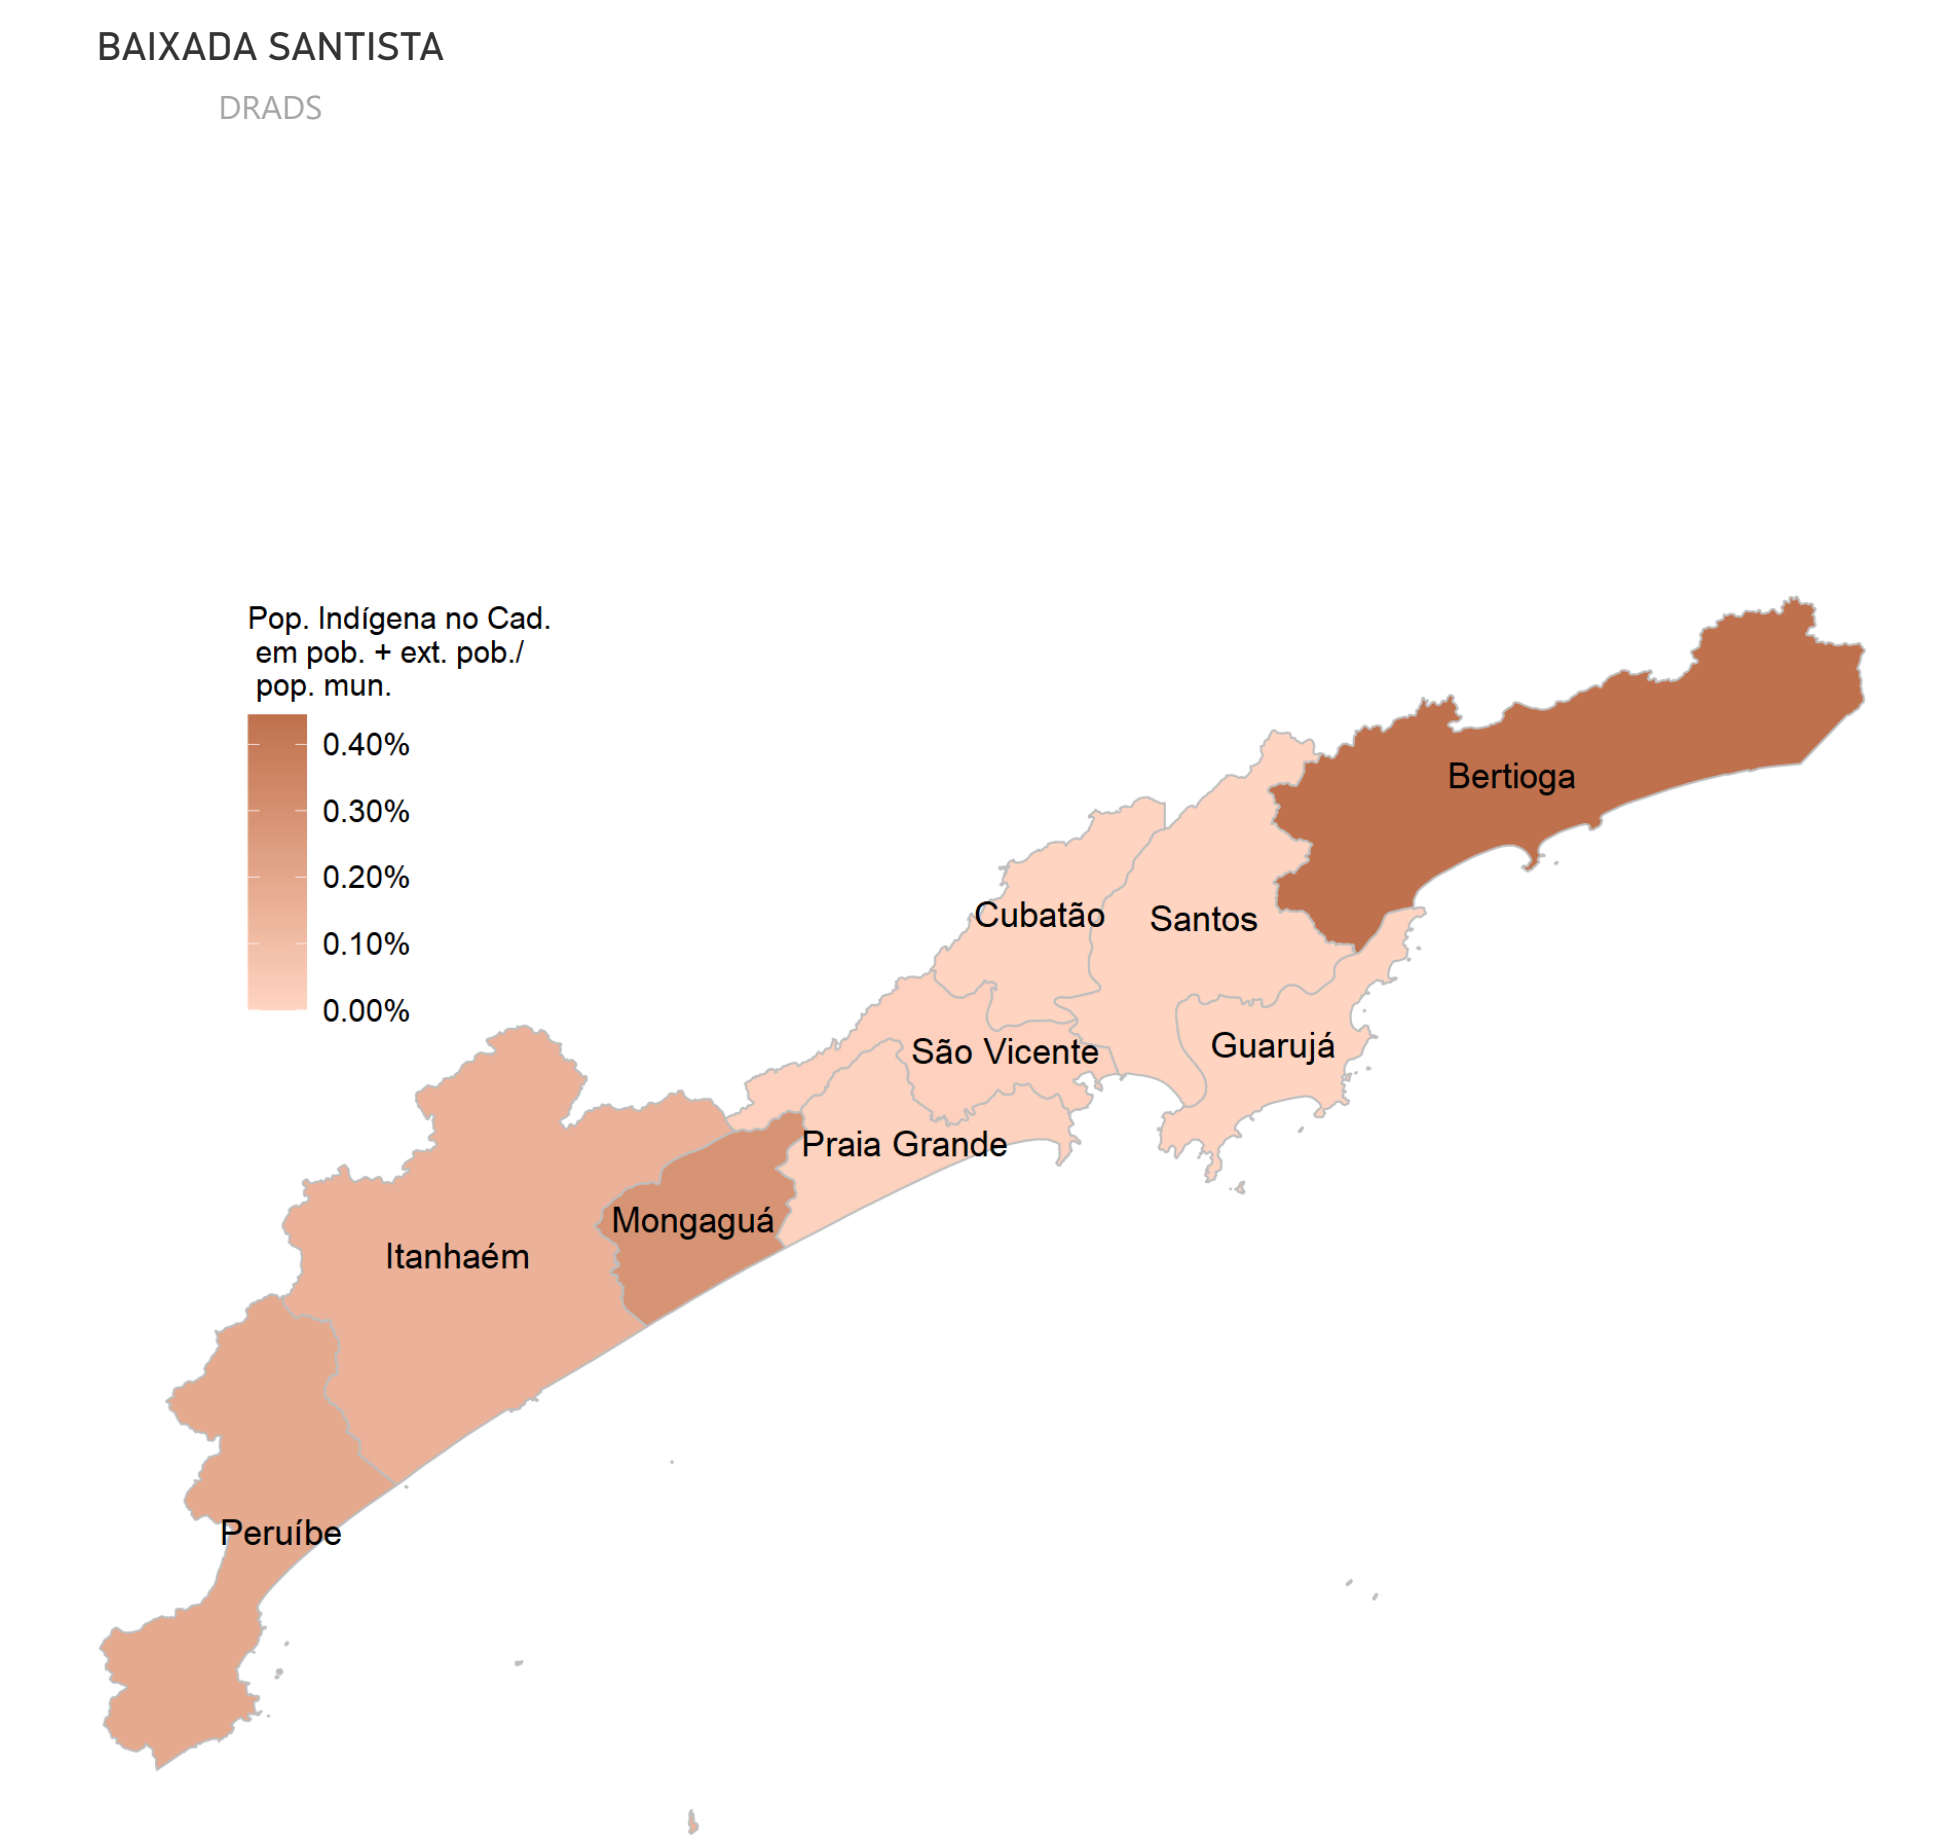 BAIXADA SANTISTA
DRADS
Pop. Indígena no Cad.
em pob. + ext. pob./
pop. mun.
0.40%
0.30%
0.20%
0.10%
0.00%
Bertioga
Cubatão
Santos
São Vicente
Guarujá
Praia Grande
Mongaguá
Itanhaém
Peruíbe